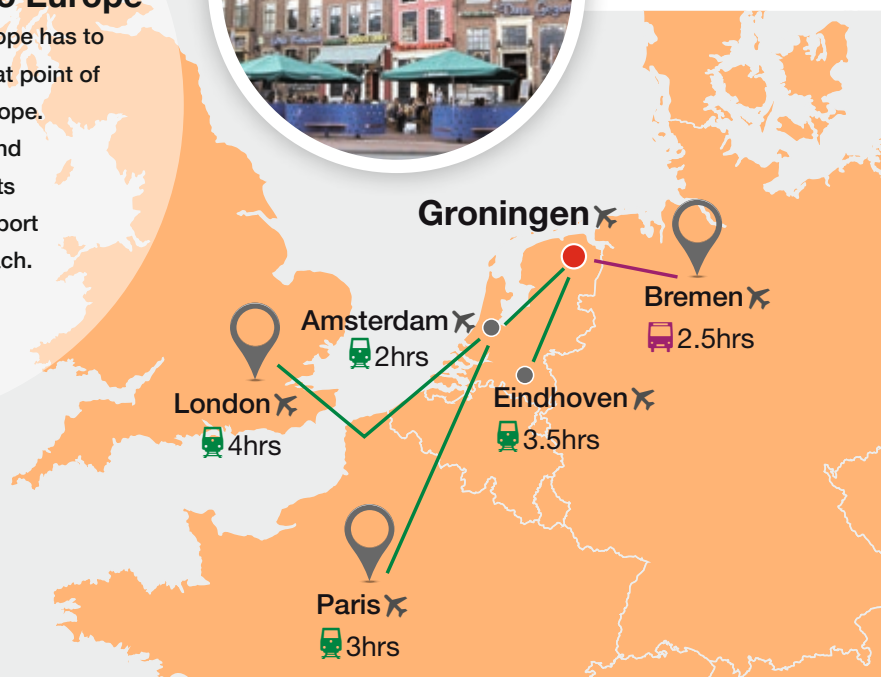 Europe
ope has to
at point of
ope.
nd
ts
port
ch.
Groningen
Bremen
2.5hrs
Amsterdam
2hrs
London
4hrs
Eindhoven
3.5hrs
Paris
3hrs